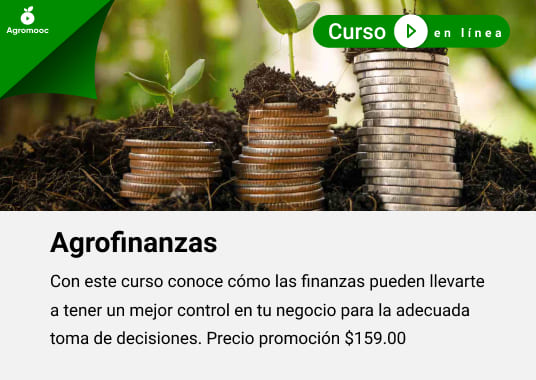 Agromooc
Curso en línea
Agrofinanzas
Con este curso conoce cómo las finanzas pueden llevarte
a tener un mejor control en tu negocio para la adecuada
toma de decisiones. Precio promoción $159.00